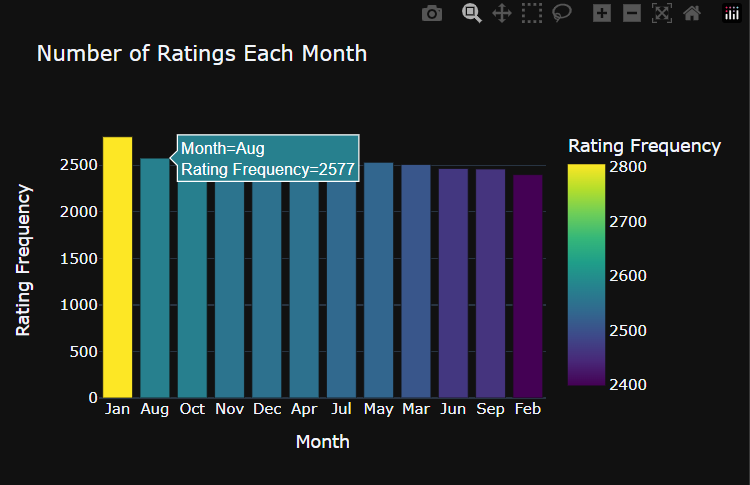 Number of Ratings Each Month
Month=Aug
Rating Frequency=2577
Rating Frequency
2800
2700
2600
2500
2400
Rating Frequency
2500
2000
1500
1000
500
0
Jan Aug Oct Nov Dec Apr Jul May Mar Jun Sep Feb
Month